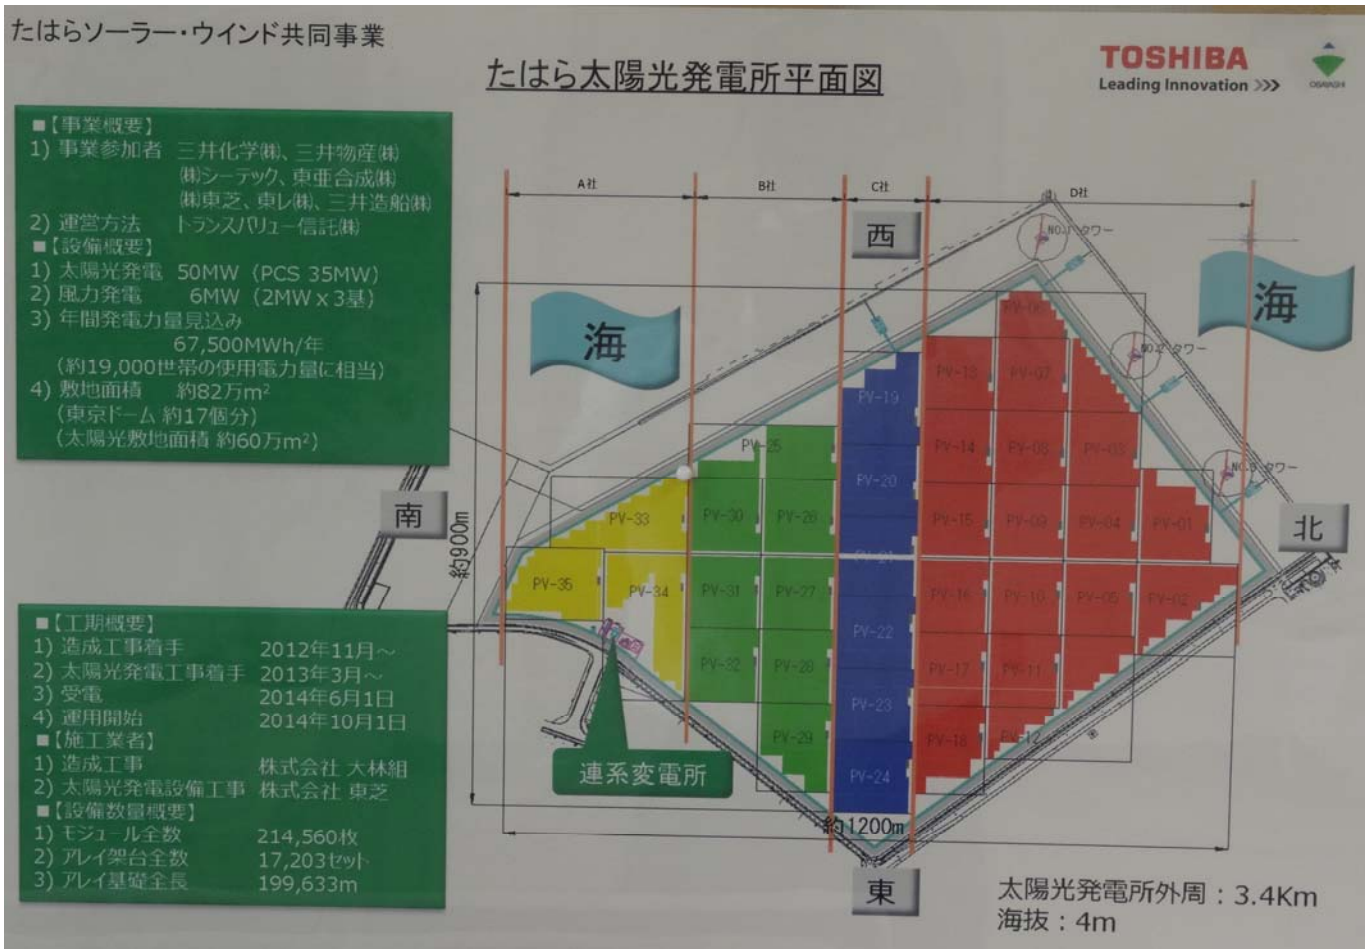 たはらソーラー・ウインド共同事業
たはら太陽光発電所平面図
TOSHIBA
Leading Innovation >>>
OBAYASHI
■【事業概要】
1) 事業参加者 三井化学㈱、三井物産㈱
㈱シーテック、東亜合成㈱
㈱東芝、東レ㈱、三井造船㈱
2) 運営方法 トランスバリュー信託㈱
■【設備概要】
1) 太陽光発電 50MW (PCS 35MW)
2) 風力発電 6MW (2MW x 3基)
3) 年間発電力量見込み
67,500MWh/年
(約19,000世帯の使用電力量に相当)
4) 敷地面積 約82万m²
(東京ドーム 約17個分)
(太陽光敷地面積 約60万m²)
■【工期概要】
1) 造成工事着手 2012年11月～
2) 太陽光発電工事着手 2013年3月～
3) 受電 2014年6月1日
4) 運用開始 2014年10月1日
■【施工業者】
1) 造成工事 株式会社 大林組
2) 太陽光発電設備工事 株式会社 東芝
■【設備数量概要】
1) モジュール全数 214,560枚
2) アレイ架台全数 17,203セット
3) アレイ基礎全長 199,633m
A社 B社 C社 D社
西
NO.1 タワー
海
海
PV-06
NO.2 タワー
PV-13 PV-07
PV-19
PV-25
PV-14 PV-08 PV-03
NO.3 タワー
PV-20
南
PV-33 PV-30 PV-26
PV-15 PV-09 PV-04 PV-01
北
約900m
PV-21
PV-35 PV-34 PV-31 PV-27
PV-16 PV-10 PV-05 PV-02
PV-22
PV-32 PV-28
PV-17 PV-11
PV-23
PV-29
PV-18 PV-12
連系変電所
PV-24
約1200m
東
太陽光発電所外周：3.4Km
海抜：4m